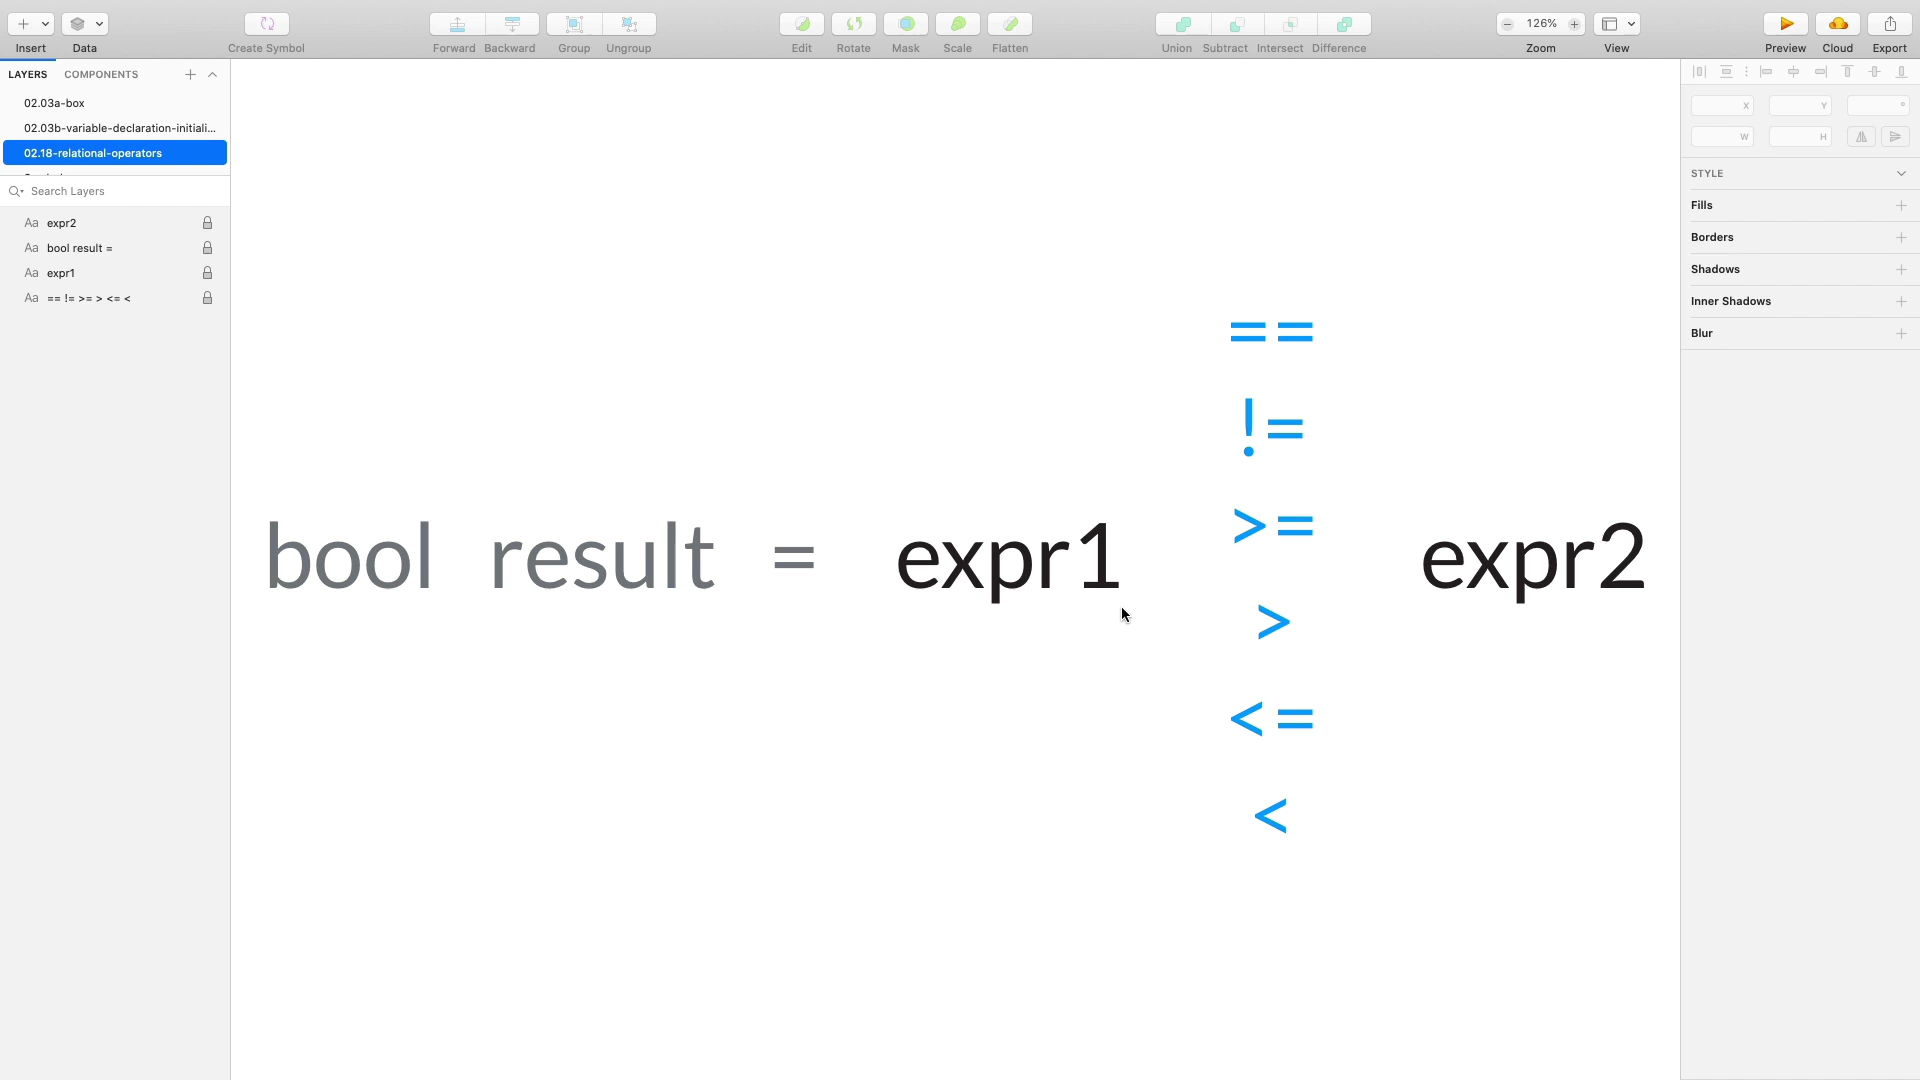 Insert
Data
Create Symbol
Forward
Backward
Group
Ungroup
Edit
Rotate
Mask
Scale
Flatten
Union
Subtract
Intersect
Difference
126%
Zoom
View
Preview
Cloud
Export
LAYERS COMPONENTS
02.03a-box
02.03b-variable-declaration-initiali...
02.18-relational-operators
Search Layers
Aa expr2
Aa bool result =
Aa expr1
Aa == != >= > <= <
==
!=
>=
bool result = expr1
expr2
>
<=
<
X
Y
°
W
H
STYLE
Fills
Borders
Shadows
Inner Shadows
Blur